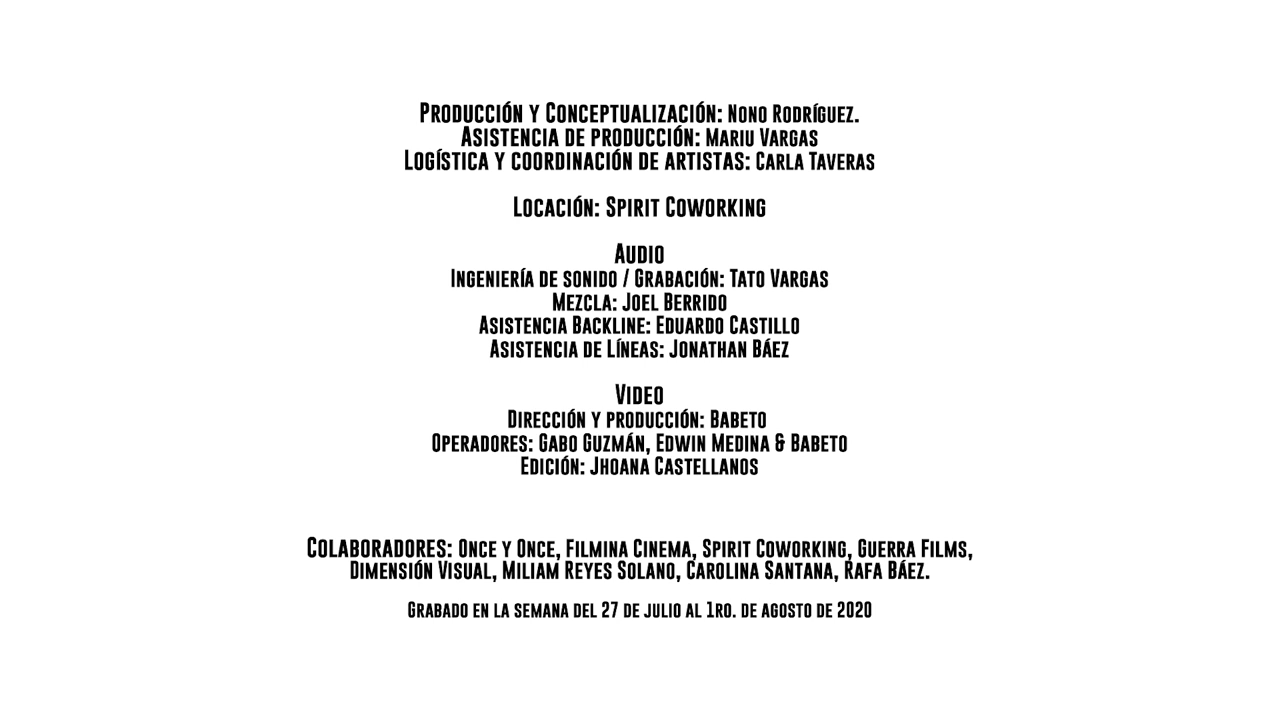 Producción y Conceptualización: Nono Rodríguez.
Asistencia de producción: Mariu Vargas
Logística y coordinación de artistas: Carla Taveras
Locación: Spirit Coworking
Audio
Ingeniería de sonido / Grabación: Tato Vargas
Mezcla: Joel Berrido
Asistencia Backline: Eduardo Castillo
Asistencia de Líneas: Jonathan Báez
Video
Dirección y producción: Babeto
Operadores: Gabo Guzmán, Edwin Medina & Babeto
Edición: Jhoana Castellanos
Colaboradores: Once y Once, Filmina Cinema, Spirit Coworking, Guerra Films,
Dimensión Visual, Miliam Reyes Solano, Carolina Santana, Rafa Báez.
Grabado en la semana del 27 de julio al 1ro. de agosto de 2020